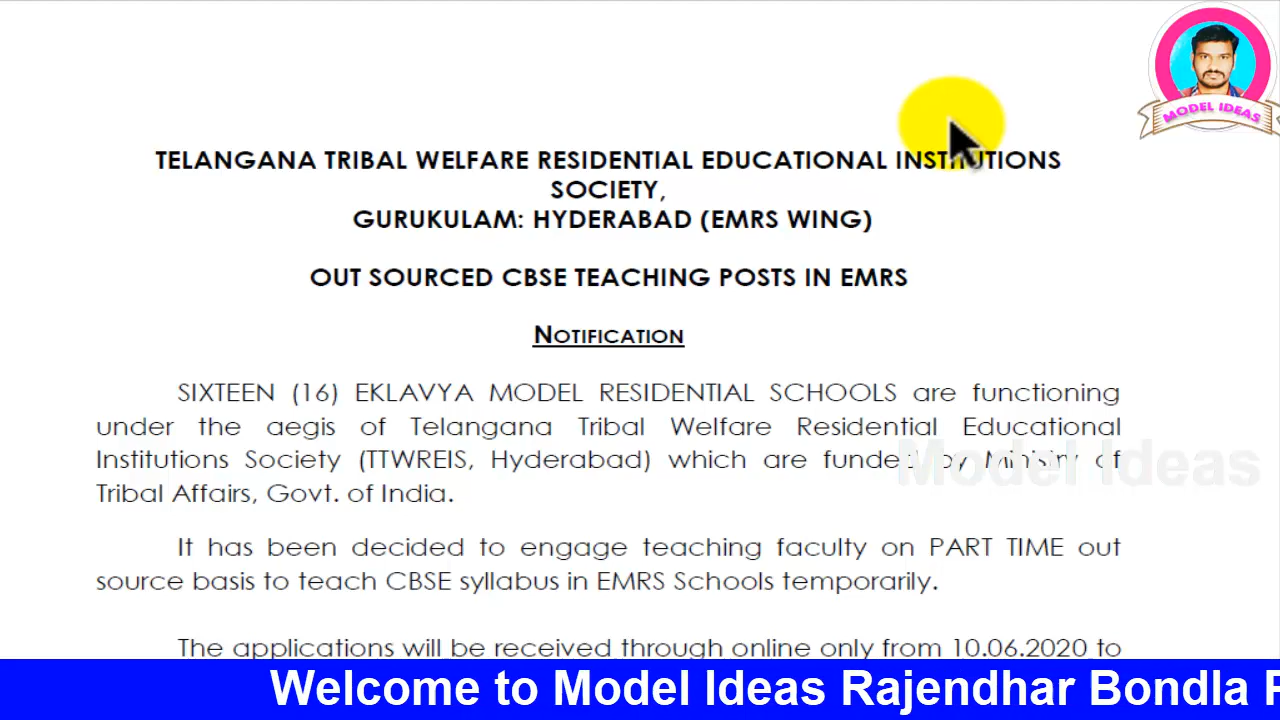 MODEL IDEAS
TELANGANA TRIBAL WELFARE RESIDENTIAL EDUCATIONAL INSTITUTIONS
SOCIETY,
GURUKULAM: HYDERABAD (EMRS WING)
OUT SOURCED CBSE TEACHING POSTS IN EMRS
NOTIFICATION
SIXTEEN (16) EKLAVYA MODEL RESIDENTIAL SCHOOLS are functioning
under the aegis of Telangana Tribal Welfare Residential Educational
Institutions Society (TTWREIS, Hyderabad) which are funded by Ministry of
Tribal Affairs, Govt. of India.
Model Ideas
It has been decided to engage teaching faculty on PART TIME out
source basis to teach CBSE syllabus in EMRS Schools temporarily.
The applications will be received through online only from 10.06.2020 to
Welcome to Model Ideas Rajendhar Bondla